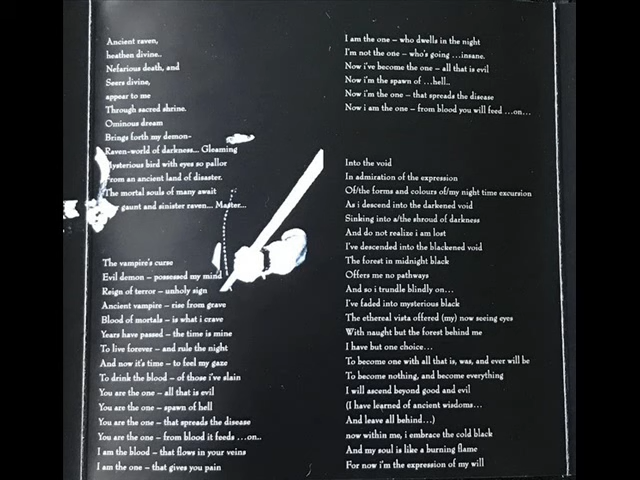 Ancient raven,
heathen divine..
Nefarious death, and
Seers divine,
appear to me
Through sacred shrine.
Ominous dream
Brings forth my demon-
Raven-world of darkness... Gleaming
Mysterious bird with eyes so pallor
From an ancient land of disaster.
The mortal souls of many await
gaunt and sinister raven... Master...
The vampire's curse
Evil demon – possessed my mind
Reign of terror – unholy sign
Ancient vampire – rise from grave
Blood of mortals – is what i crave
Years have passed – the time is mine
To live forever – and rule the night
And now it's time – to feel my gaze
To drink the blood – of those i've slain
You are the one – all that is evil
You are the one – spawn of hell
You are the one – that spreads the disease
You are the one – from blood it feeds ...on..
I am the blood – that flows in your veins
I am the one – that gives you pain
I am the one – who dwells in the night
I'm not the one – who's going ...insane.
Now i've become the one – all that is evil
Now i'm the spawn of ...hell..
Now i'm the one – that spreads the disease
Now i am the one – from blood you will feed ...on...
Into the void
In admiration of the expression
Of/the forms and colours of/my night time excursion
As i descend into the darkened void
Sinking into a/the shroud of darkness
And do not realize i am lost
I've descended into the blackened void
The forest in midnight black
Offers me no pathways
And so i trundle blindly on...
I've faded into mysterious black
The ethereal vista offered (my) now seeing eyes
With naught but the forest behind me
I have but one choice...
To become one with all that is, was, and ever will be
To become nothing, and become everything
I will ascend beyond good and evil
(I have learned of ancient wisdoms...
And leave all behind...)
now within me, i embrace the cold black
And my soul is like a burning flame
For now i'm the expression of my will